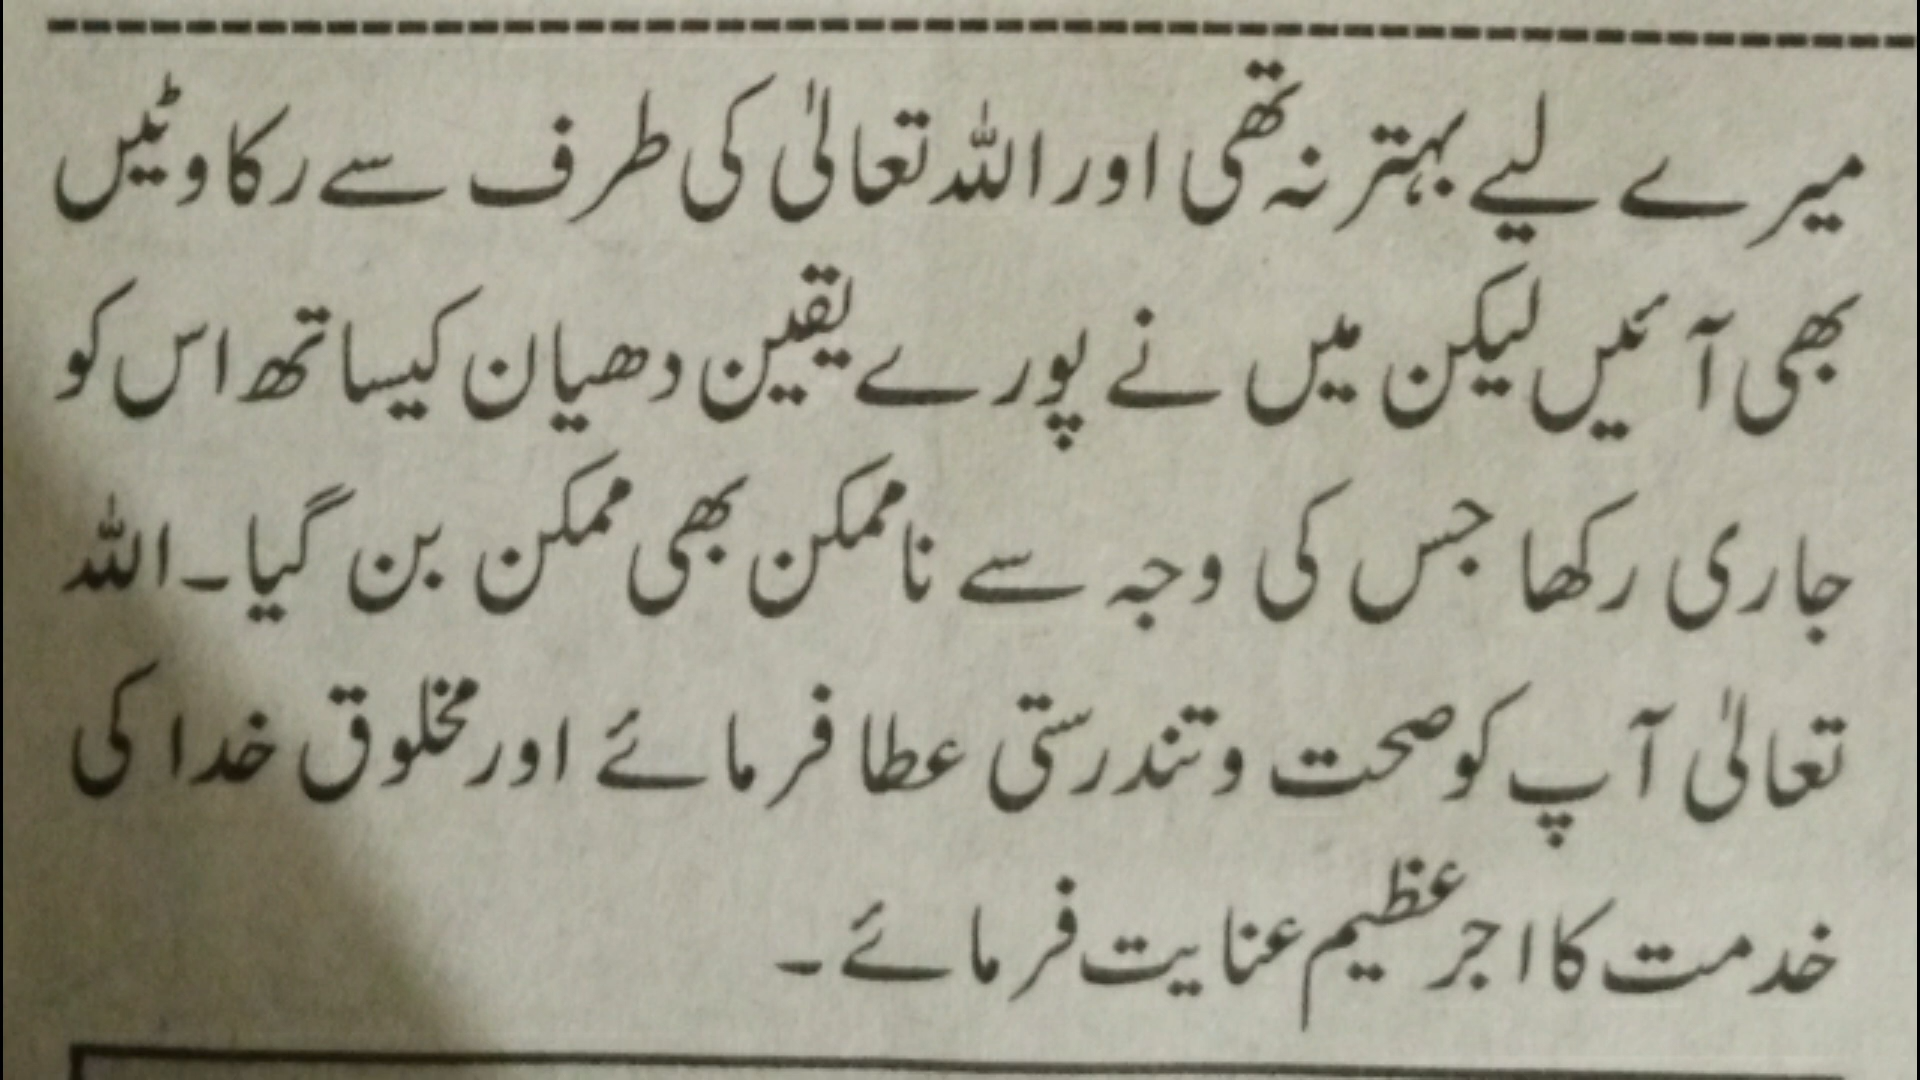 میرے لیے بہتر نہ تھی اور اللہ تعالیٰ کی طرف سے رکاوٹیں
بھی آئیں لیکن میں نے پورے یقین دھیان کیساتھ اس کو
جاری رکھا جس کی وجہ سے ناممکن بھی ممکن بن گیا۔ اللہ
تعالیٰ آپ کو صحت و تندرستی عطا فرمائے اور مخلوق خدا کی
خدمت کا اجر عظیم عنایت فرمائے۔